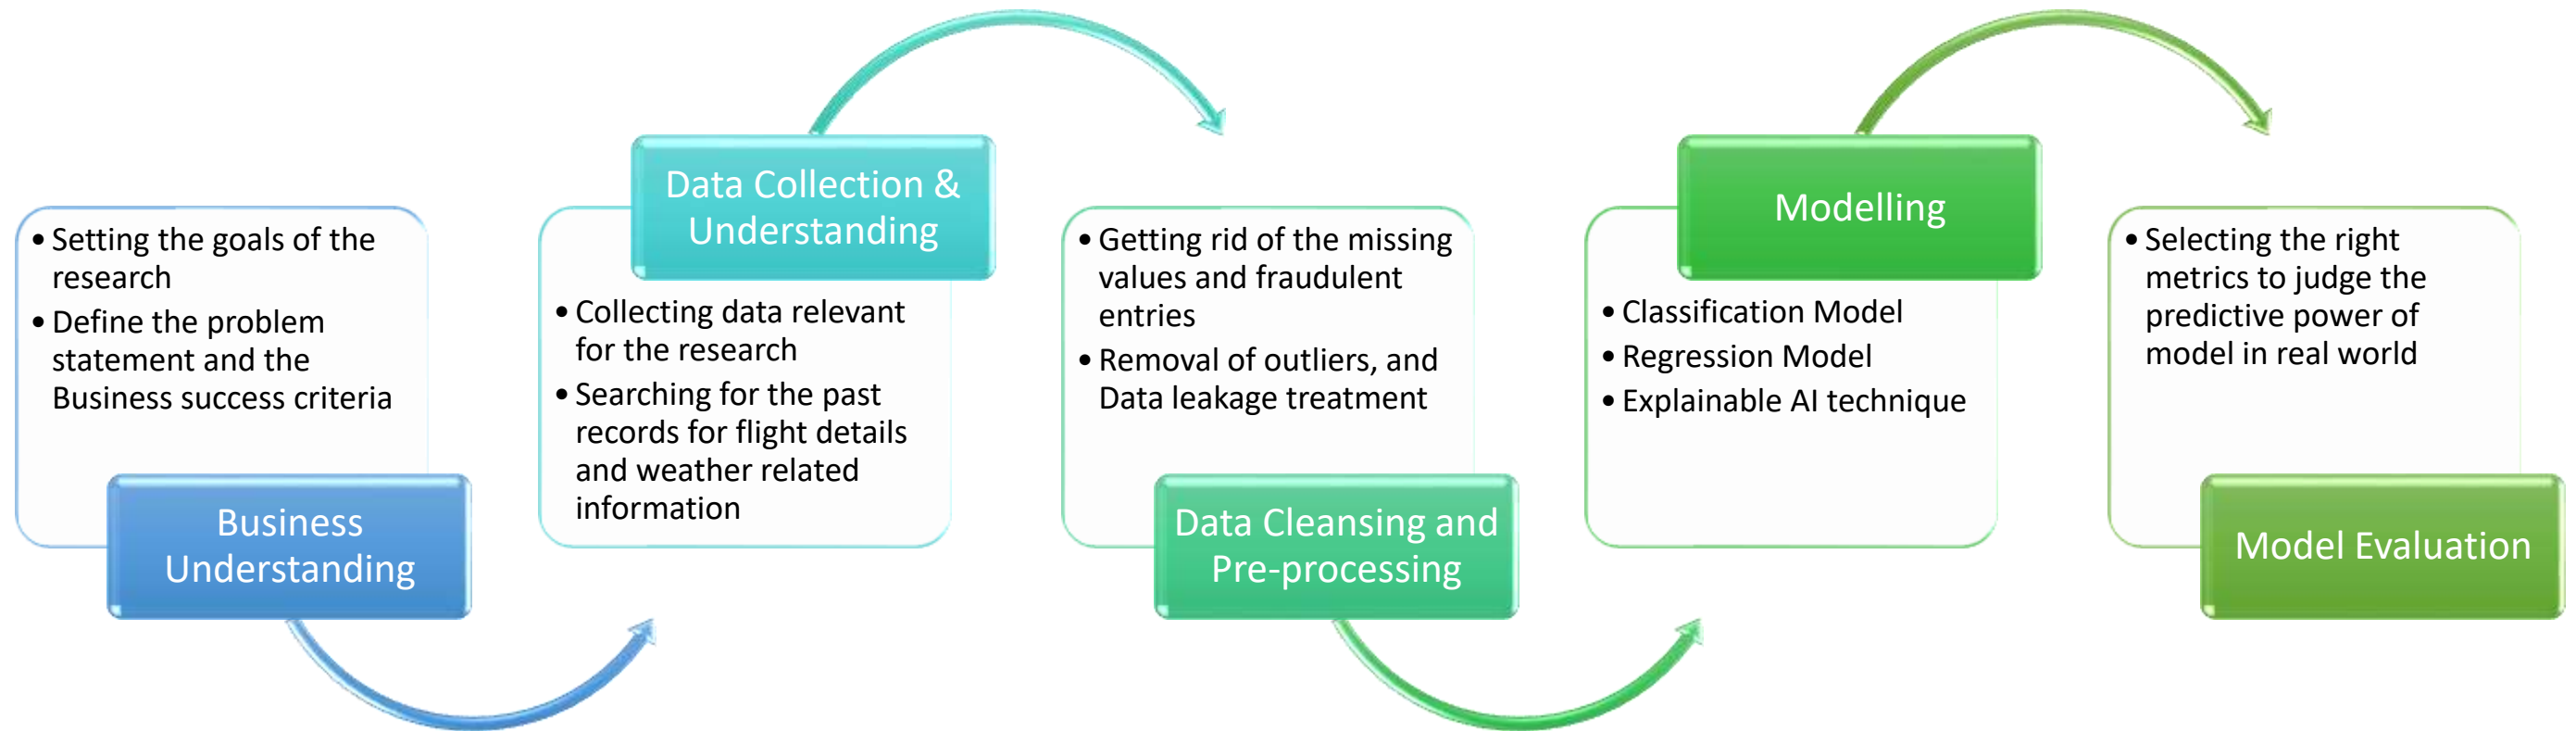 • Setting the goals of the
research
• Define the problem
statement and the
Business success criteria
Business
Understanding
Data Collection &
Understanding
• Collecting data relevant
for the research
• Searching for the past
records for flight details
and weather related
information
• Getting rid of the missing
values and fraudulent
entries
• Removal of outliers, and
Data leakage treatment
Data Cleansing and
Pre-processing
Modelling
• Classification Model
• Regression Model
• Explainable AI technique
• Selecting the right
metrics to judge the
predictive power of
model in real world
Model Evaluation